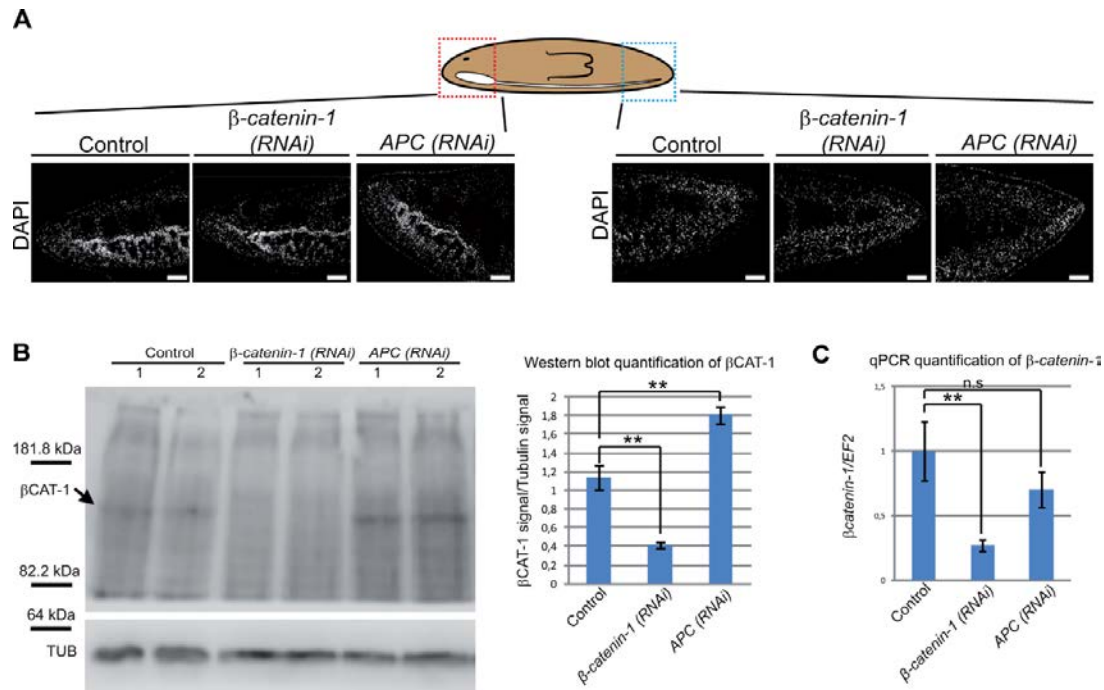 A
β-catenin-1
(RNAi)
Control
APC (RNAi)
β-catenin-1
(RNAi)
Control
APC (RNAi)
DAPI
DAPI
B
Control
β-catenin-1 (RNAi)
APC (RNAi)
1
2
1
2
1
2
181.8 kDa
βCAT-1
82.2 kDa
64 kDa
TUB
Western blot quantification of βCAT-1
βCAT-1 signal/Tubulin signal
2
1,8
1,6
1,4
1,2
1
0,8
0,6
0,4
0,2
0
**
**
Control
β-catenin-1 (RNAi)
APC (RNAi)
C
qPCR quantification of β-catenin-1
n.s
**
βcatenin-1/EF2
1,5
1
0,5
0
Control
β-catenin-1 (RNAi)
APC (RNAi)